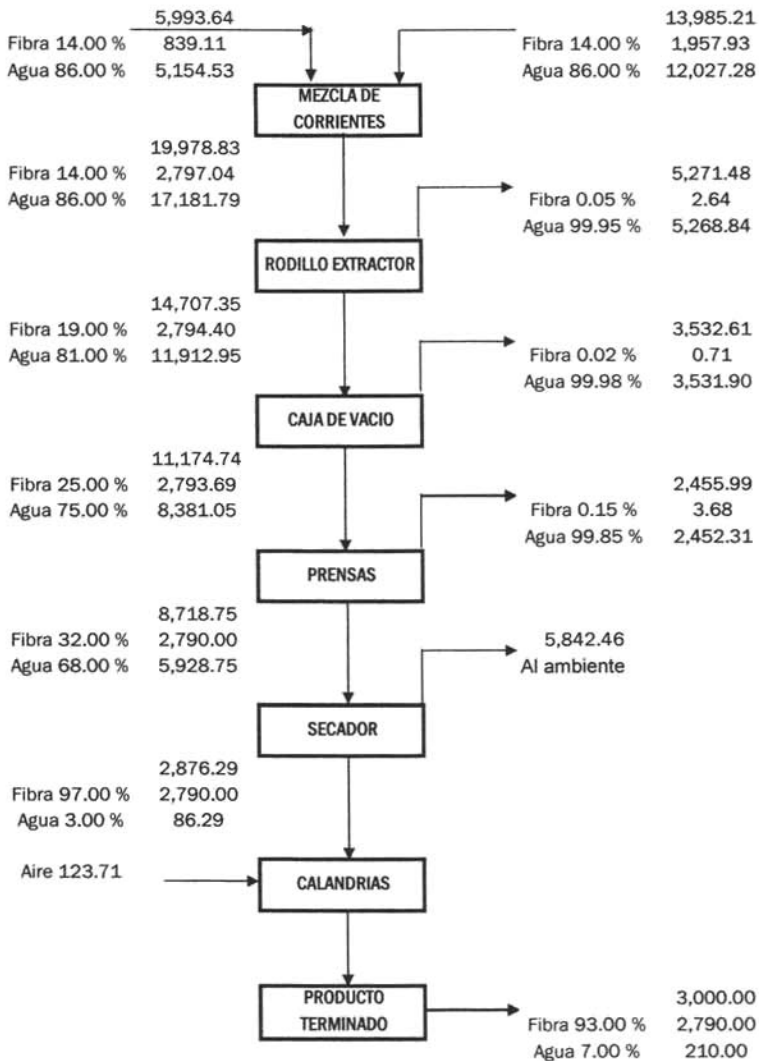 5,993.64
13,985.21
Fibra 14.00 % 839.11
Fibra 14.00 % 1,957.93
Agua 86.00 % 5,154.53
Agua 86.00 % 12,027.28
MEZCLA DE
CORRIENTES
19,978.83
Fibra 14.00 % 2,797.04
Agua 86.00 % 17,181.79
5,271.48
Fibra 0.05 % 2.64
Agua 99.95 % 5,268.84
RODILLO EXTRACTOR
14,707.35
Fibra 19.00 % 2,794.40
Agua 81.00 % 11,912.95
3,532.61
Fibra 0.02 % 0.71
Agua 99.98 % 3,531.90
CAJA DE VACIO
11,174.74
Fibra 25.00 % 2,793.69
Agua 75.00 % 8,381.05
2,455.99
Fibra 0.15 % 3.68
Agua 99.85 % 2,452.31
PRENSAS
8,718.75
Fibra 32.00 % 2,790.00
Agua 68.00 % 5,928.75
5,842.46
Al ambiente
SECADOR
2,876.29
Fibra 97.00 % 2,790.00
Agua 3.00 % 86.29
Aire 123.71
CALANDRIAS
PRODUCTO
TERMINADO
3,000.00
Fibra 93.00 % 2,790.00
Agua 7.00 % 210.00